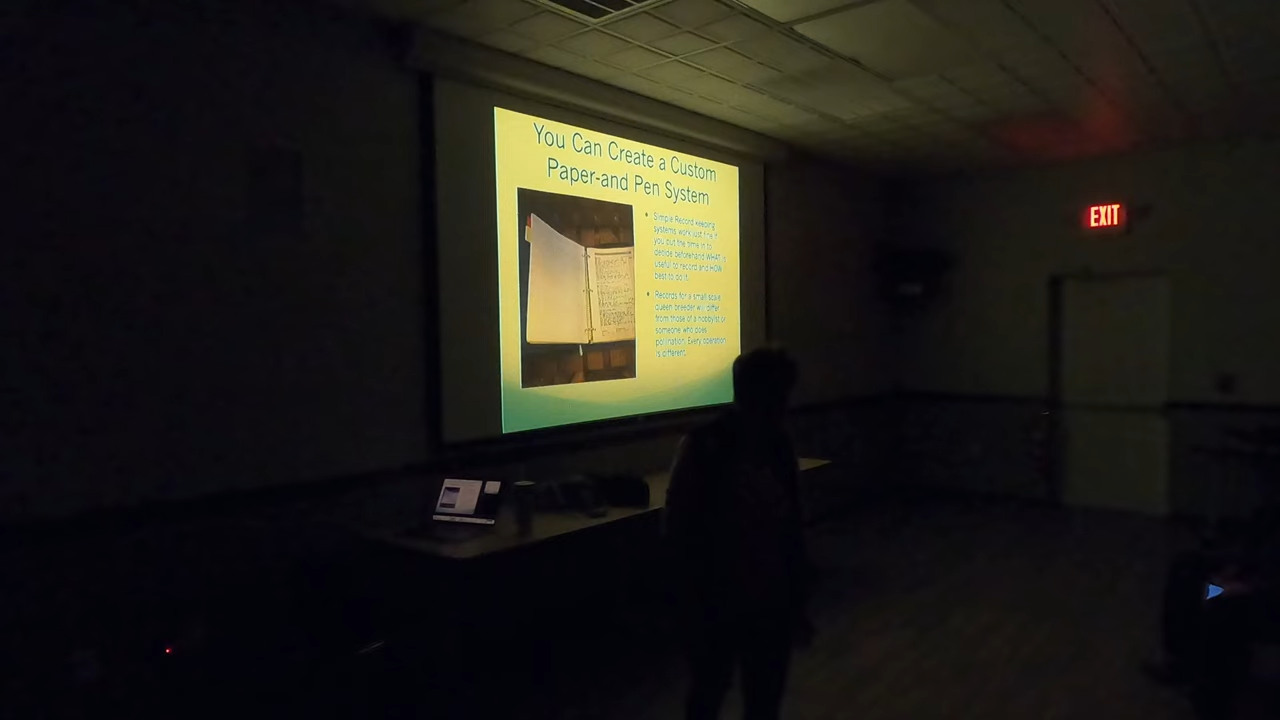 You Can Create a Custom
Paper-and Pen System
• Simple Record keeping
systems work just fine if
you put the time in to
decide beforehand WHAT is
useful to record and HOW
best to do it.
• Records for a small scale
queen breeder will differ
from those of a hobbyist or
someone who does
pollination. Every operation
is different.
EXIT